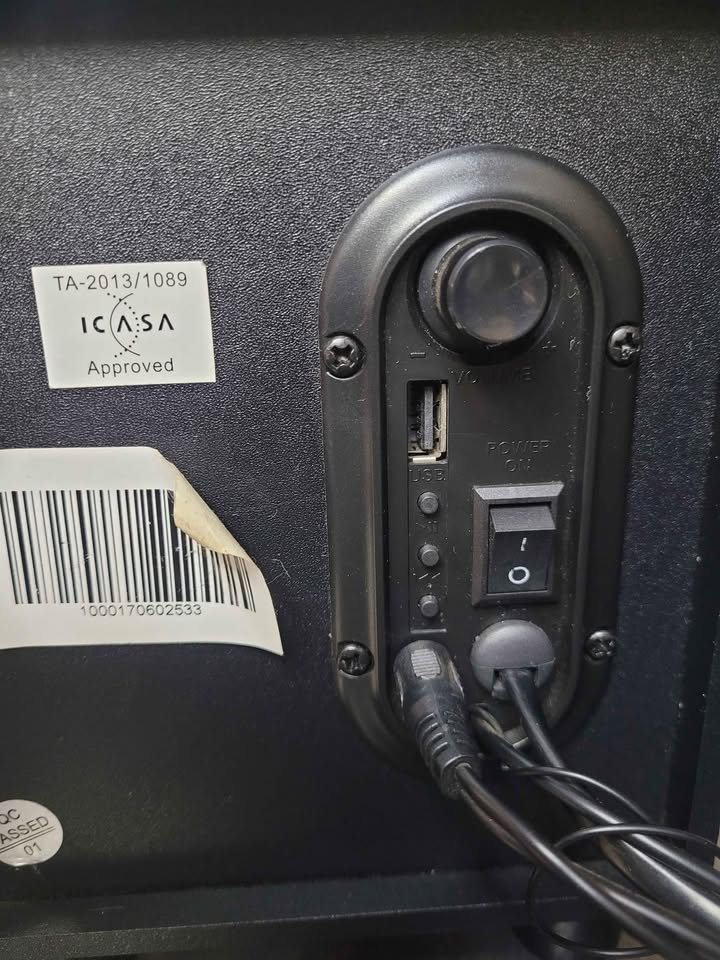 TA-2013/1089
ICASA
Approved
- +
VOLUME
USB
POWER
ON
I
O
1000170602533
QC
PASSED
01